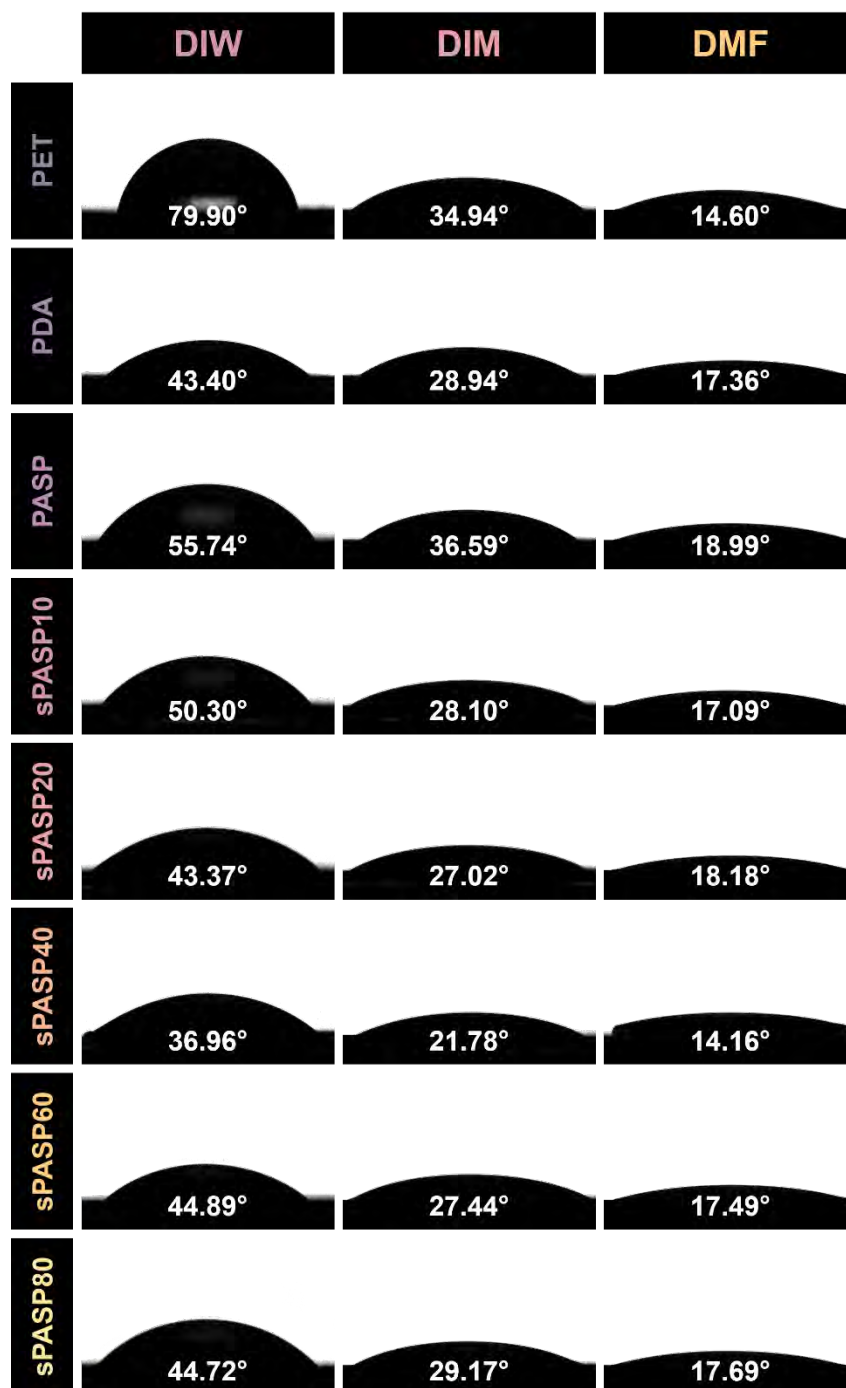 DIW DIM DMF
PET 79.90° 34.94° 14.60°
PDA 43.40° 28.94° 17.36°
PASP 55.74° 36.59° 18.99°
sPASP10 50.30° 28.10° 17.09°
sPASP20 43.37° 27.02° 18.18°
sPASP40 36.96° 21.78° 14.16°
sPASP60 44.89° 27.44° 17.49°
sPASP80 44.72° 29.17° 17.69°